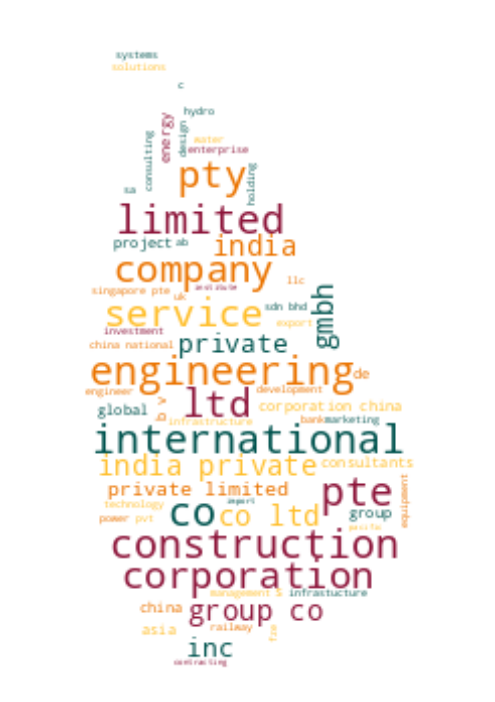 systems
solutions
c
hydro
energy
design
consulting
water
enterprise
holding
pty
sa
limited
project
ab
india
company
llc
singapore pte
institute
uk
service
sdn bhd
gmbh
export
investment
private
china national
engineering
de
engineer
development
b v
ltd
global
corporation china
infrastructure
bank
marketing
international
india private
consultants
private limited
pte
equipment
technology
import
co
co ltd
group
power
pvt
pacific
construction
corporation
management &
infrastucture
china
group co
asia
railway
fze
inc
contracting